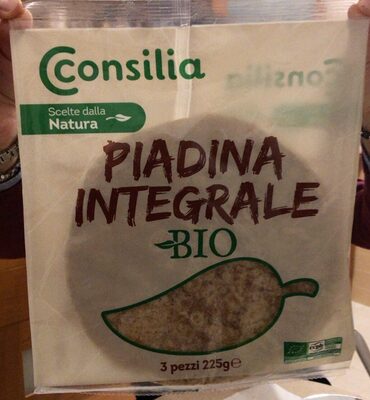 Consilia
Scelte dalla
Natura
PIADINA
INTEGRALE
BIO
3 pezzi 225g℮